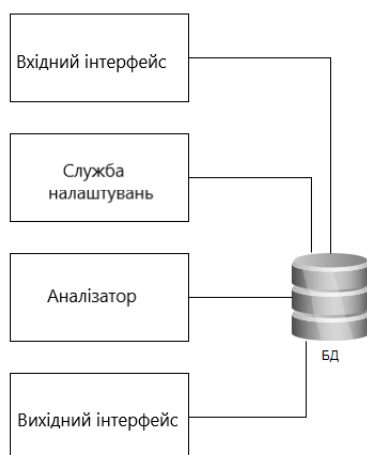 Вхідний інтерфейс
Служба
налаштувань
Аналізатор
БД
Вихідний інтерфейс